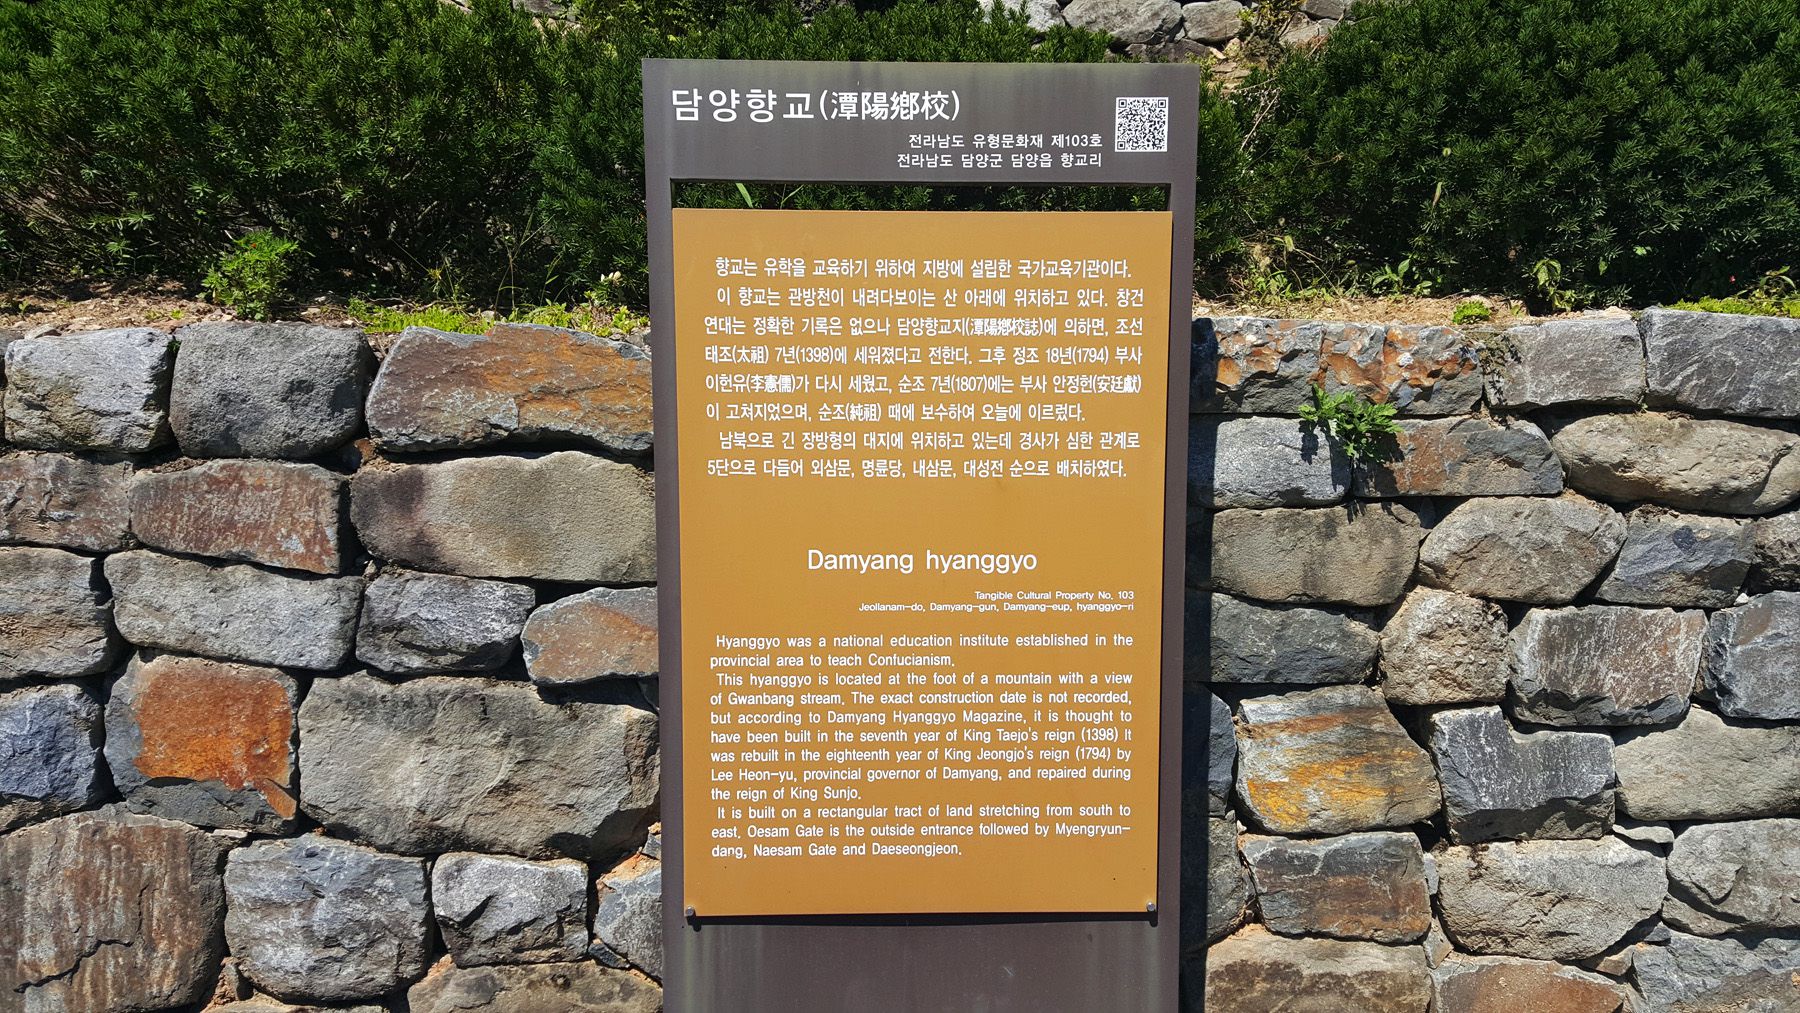 담양향교(潭陽鄕校)
전라남도 유형문화재 제103호
전라남도 담양군 담양읍 향교리
향교는 유학을 교육하기 위하여 지방에 설립한 국가교육기관이다.
이 향교는 관방천이 내려다보이는 산 아래에 위치하고 있다. 창건
연대는 정확한 기록은 없으나 담양향교지(潭陽鄕校誌)에 의하면, 조선
태조(太祖) 7년(1398)에 세워졌다고 전한다. 그후 정조 18년(1794) 부사
이헌유(李憲儒)가 다시 세웠고, 순조 7년(1807)에는 부사 안정헌(安廷獻)
이 고쳐지었으며, 순조(純祖) 때에 보수하여 오늘에 이르렀다.
남북으로 긴 장방형의 대지에 위치하고 있는데 경사가 심한 관계로
5단으로 다듬어 외삼문, 명륜당, 내삼문, 대성전 순으로 배치하였다.
Damyang hyanggyo
Tangible Cultural Property No. 103
Jeollanam-do, Damyang-gun, Damyang-eup, hyanggyo-ri
Hyanggyo was a national education institute established in the
provincial area to teach Confucianism.
This hyanggyo is located at the foot of a mountain with a view
of Gwanbang stream. The exact construction date is not recorded,
but according to Damyang Hyanggyo Magazine, it is thought to
have been built in the seventh year of King Taejo's reign (1398) It
was rebuilt in the eighteenth year of King Jeongjo's reign (1794) by
Lee Heon-yu, provincial governor of Damyang, and repaired during
the reign of King Sunjo.
It is built on a rectangular tract of land stretching from south to
east. Oesam Gate is the outside entrance followed by Myengryun-
dang, Naesam Gate and Daeseongjeon.